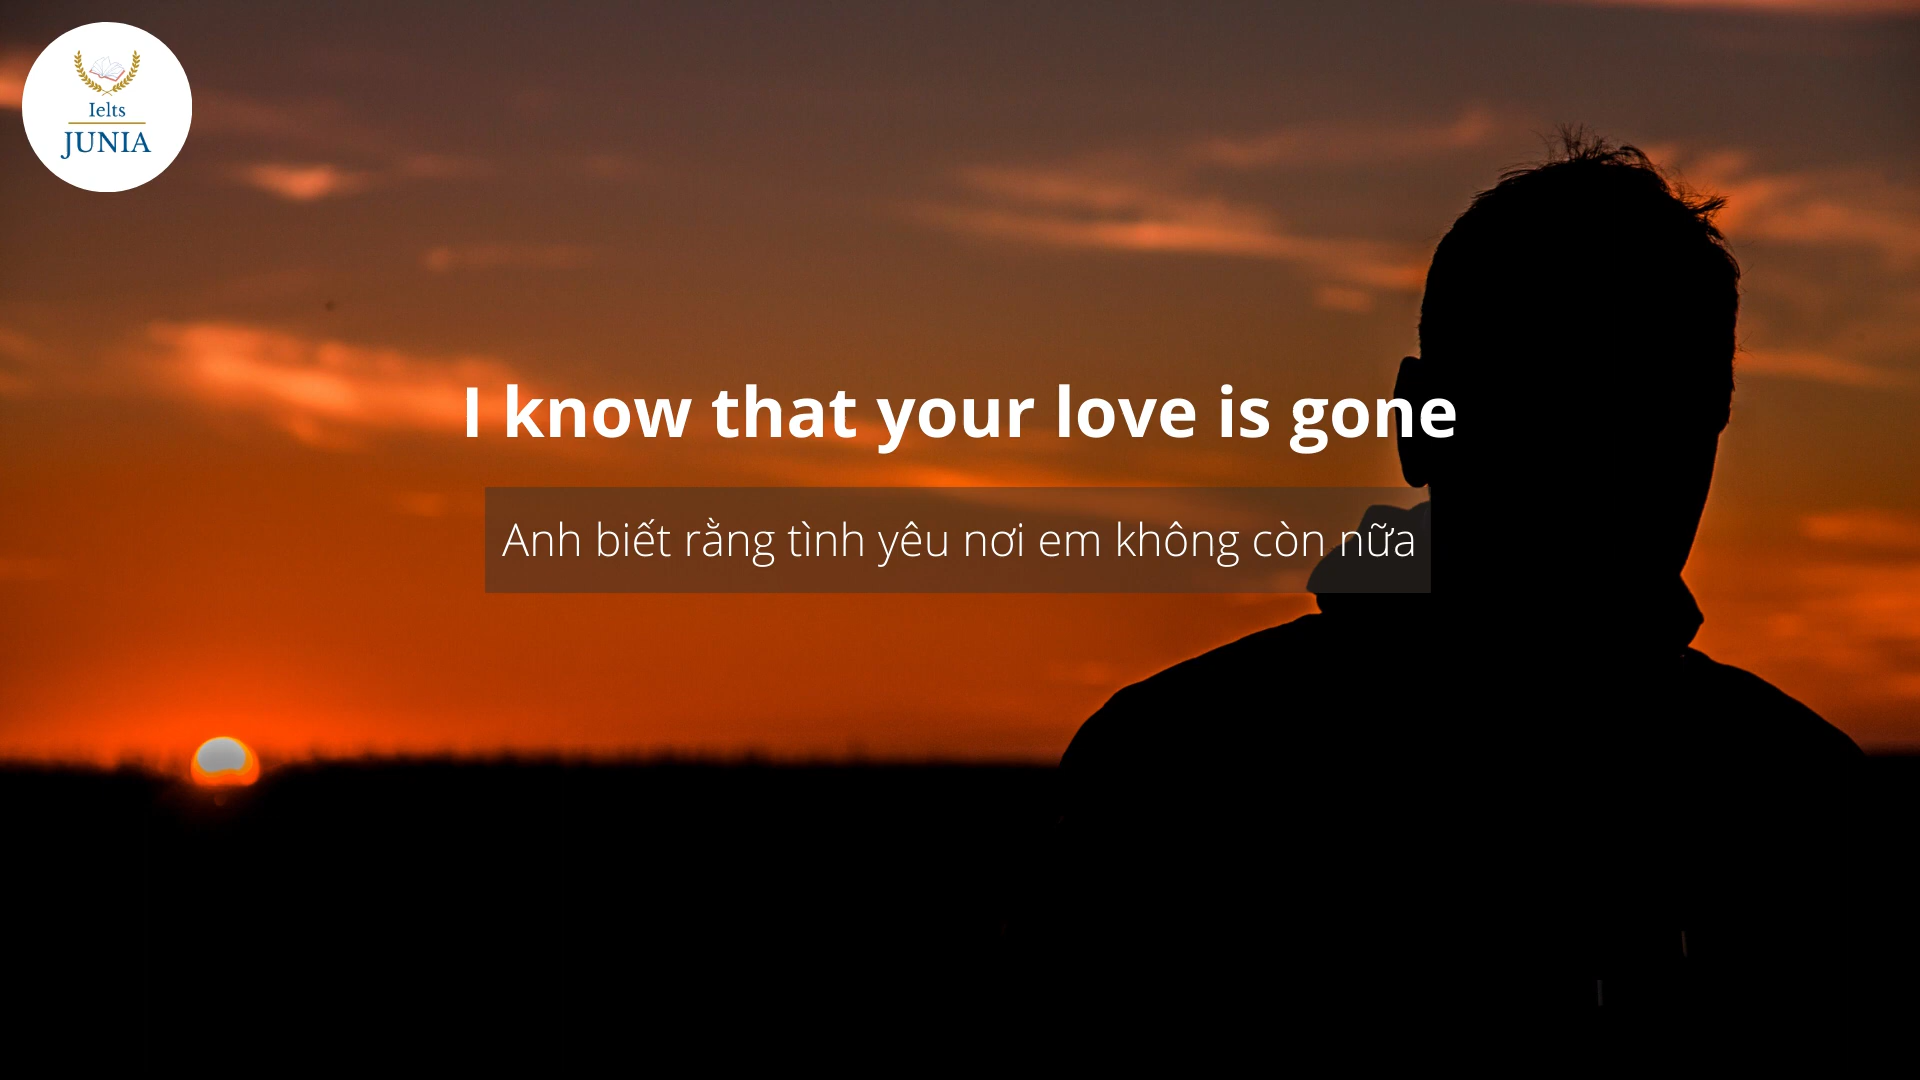 Ielts
JUNIA
I know that your love is gone
Anh biết rằng tình yêu nơi em không còn nữa